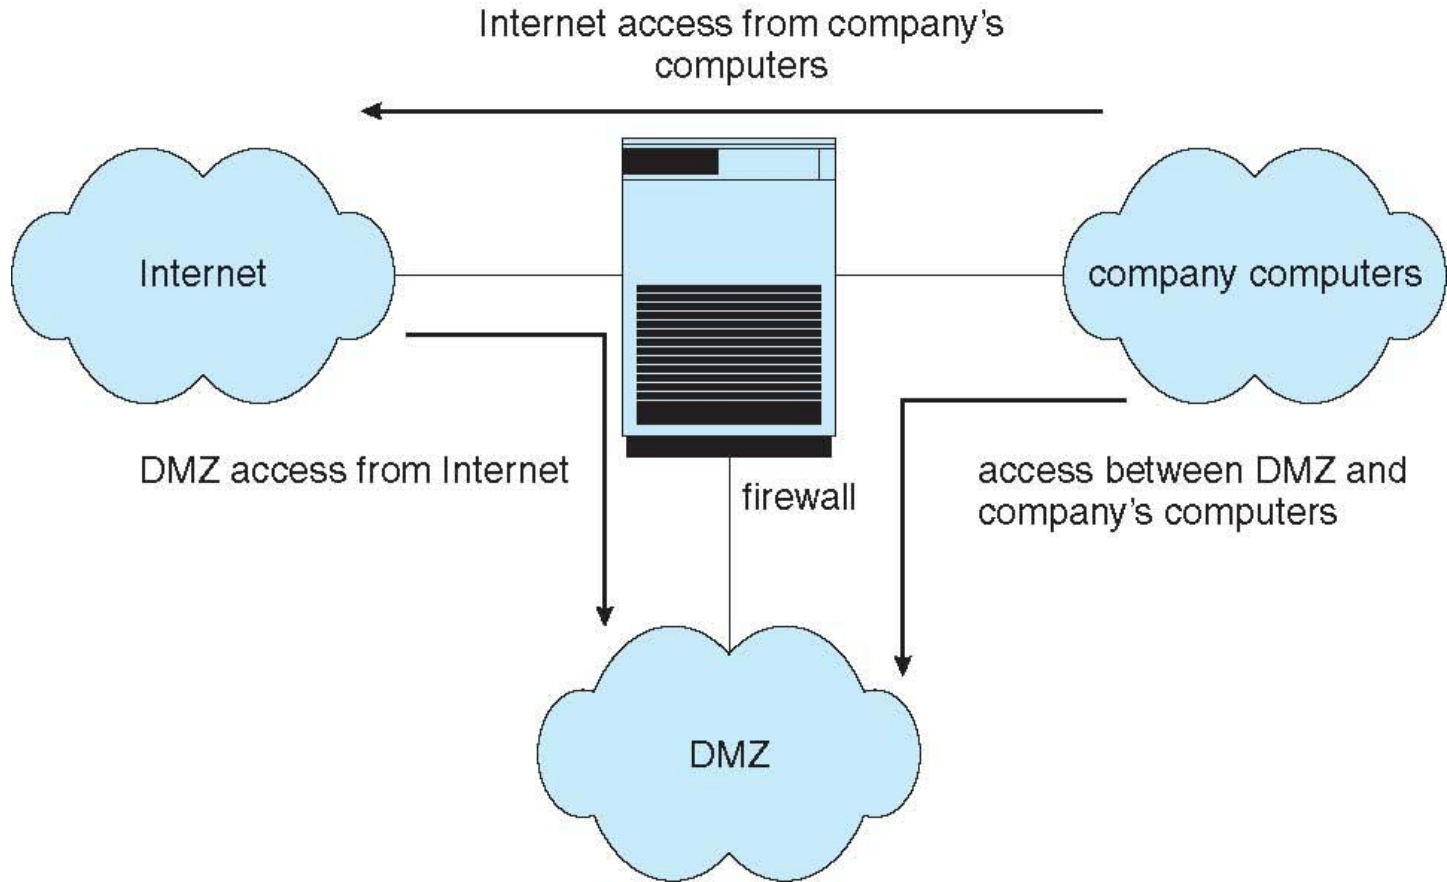 Internet access from company's
computers
Internet
company computers
DMZ access from Internet
firewall
access between DMZ and
company's computers
DMZ